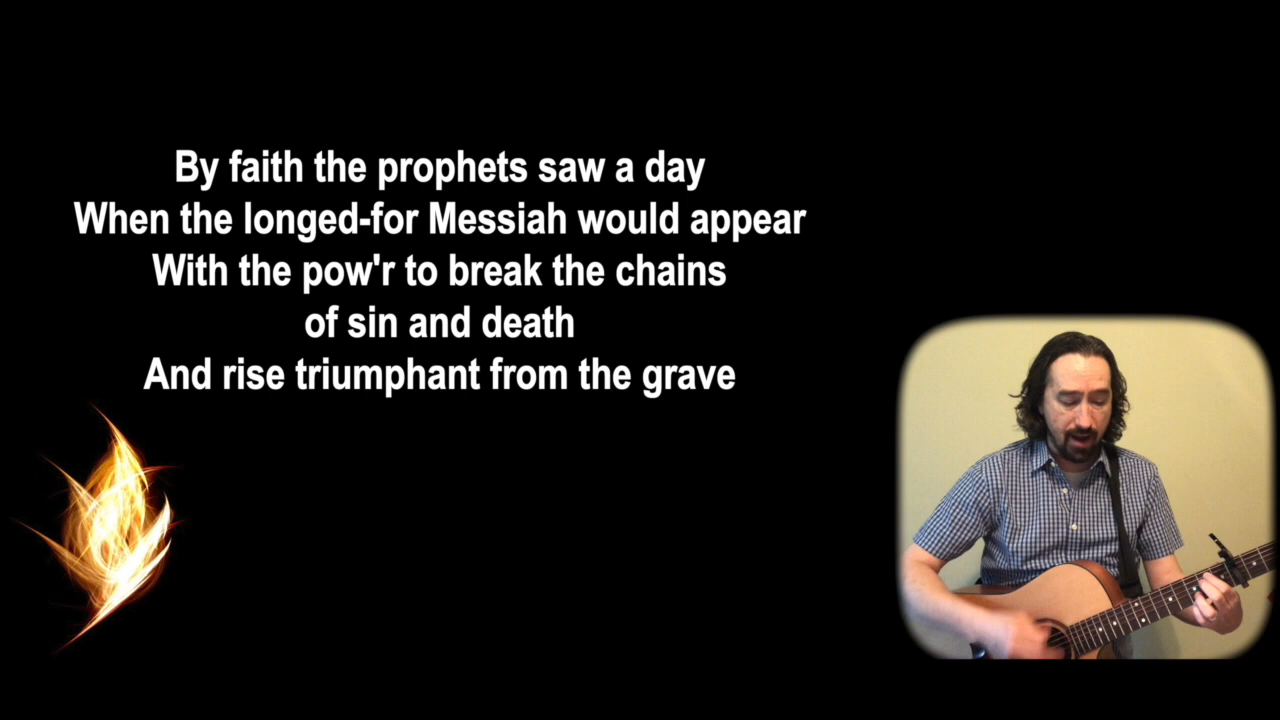 By faith the prophets saw a day
When the longed-for Messiah would appear
With the pow'r to break the chains
of sin and death
And rise triumphant from the grave